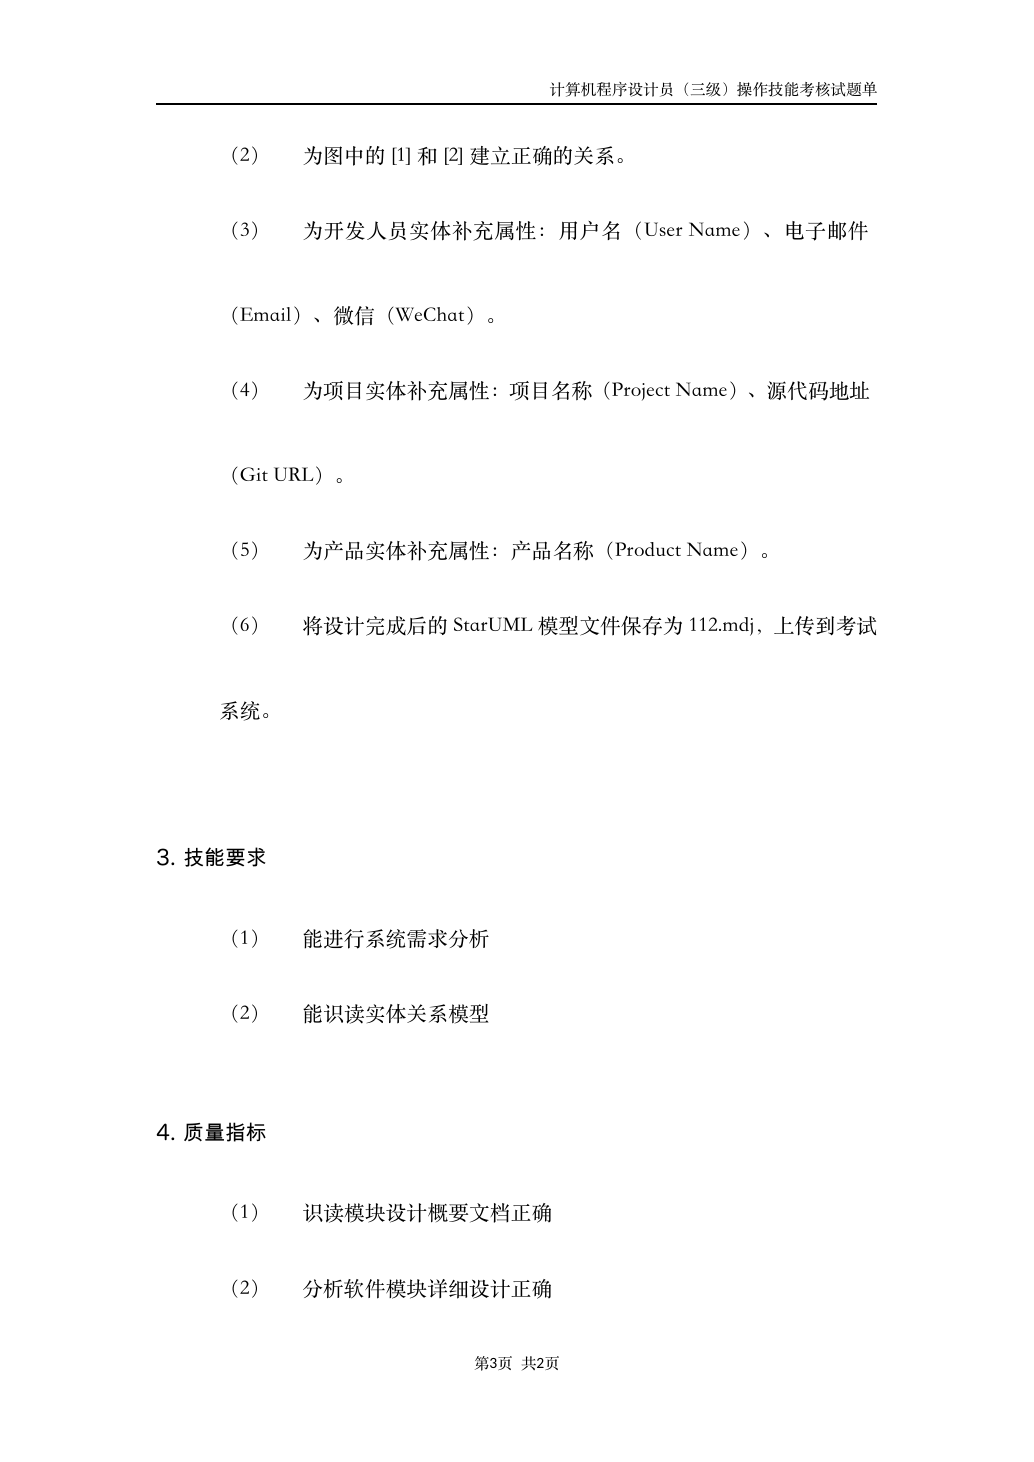 计算机程序设计员（三级）操作技能考核试题单
（2） 为图中的 [1] 和 [2] 建立正确的关系。
（3） 为开发人员实体补充属性：用户名（User Name）、电子邮件
（Email）、微信（WeChat）。
（4） 为项目实体补充属性：项目名称（Project Name）、源代码地址
（Git URL）。
（5） 为产品实体补充属性：产品名称（Product Name）。
（6） 将设计完成后的 StarUML 模型文件保存为 112.mdj，上传到考试
系统。
3. 技能要求
（1） 能进行系统需求分析
（2） 能识读实体关系模型
4. 质量指标
（1） 识读模块设计概要文档正确
（2） 分析软件模块详细设计正确
第3页 共2页